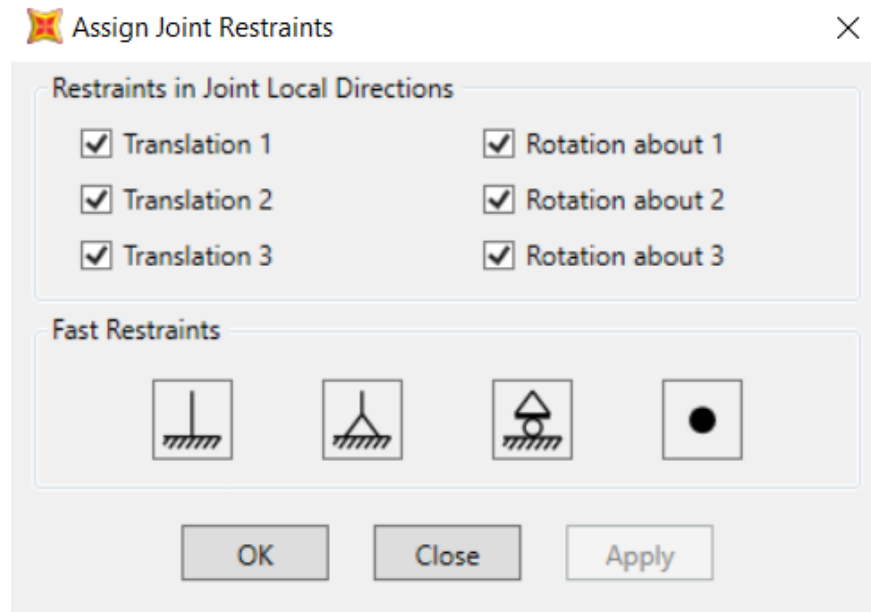 Assign Joint Restraints
Restraints in Joint Local Directions
Translation 1
Rotation about 1
Translation 2
Rotation about 2
Translation 3
Rotation about 3
Fast Restraints
OK
Close
Apply